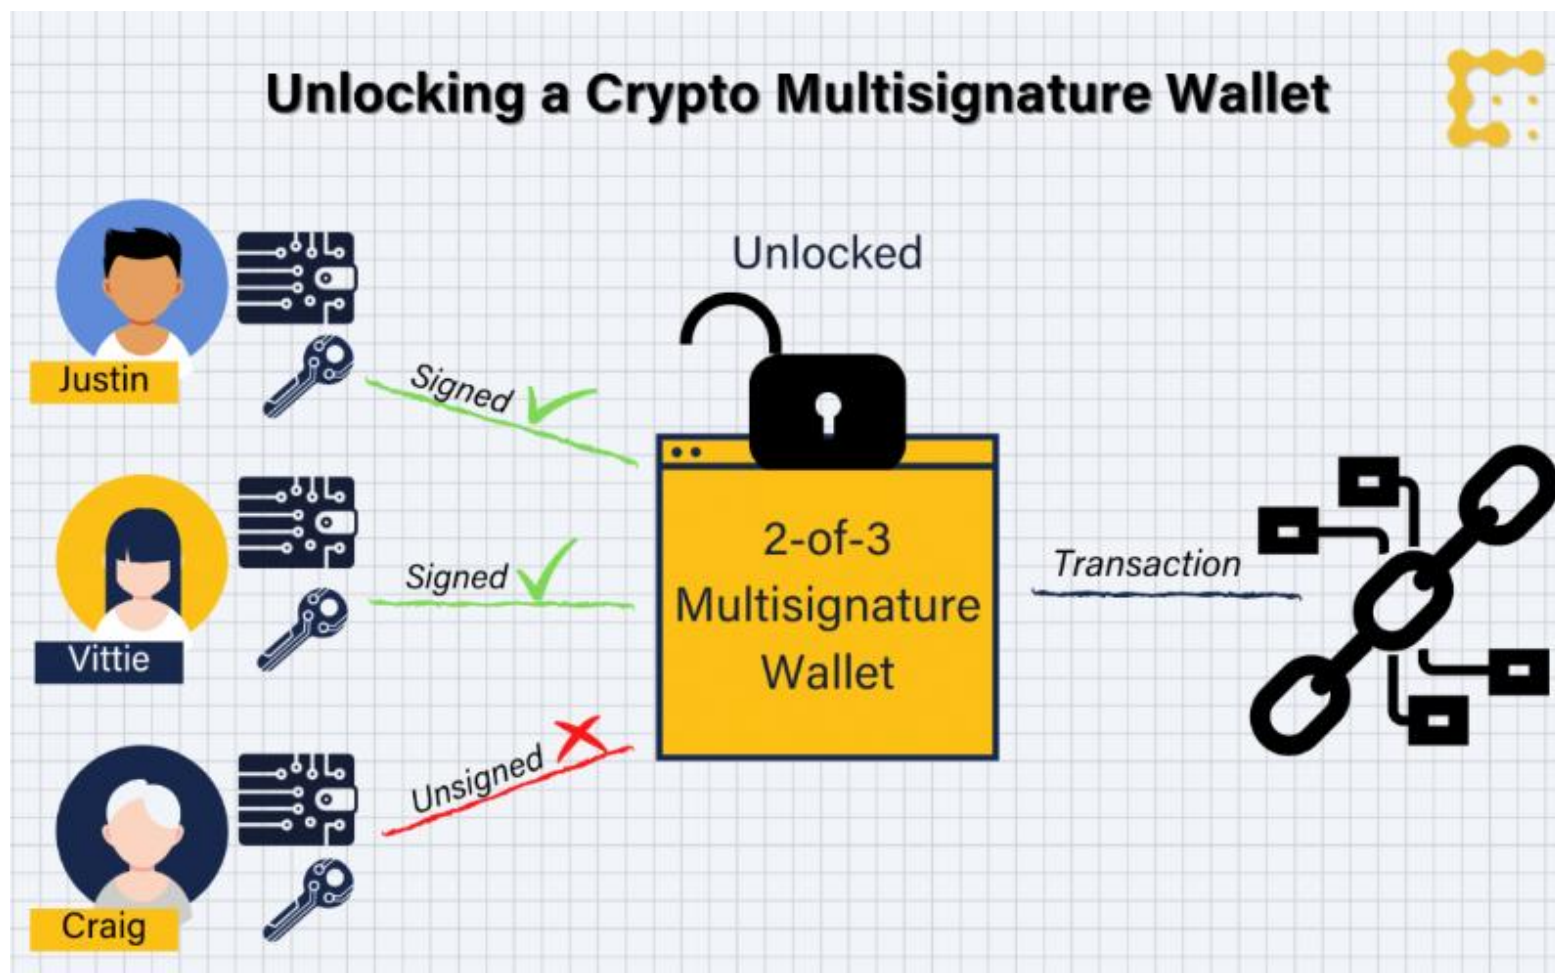 Unlocking a Crypto Multisignature Wallet
Unlocked
Justin
Signed
Vittie
Signed
2-of-3
Multisignature
Wallet
Transaction
Unsigned
Craig